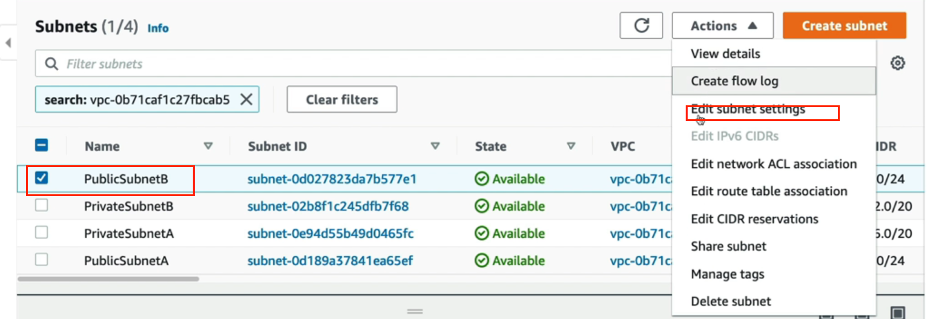 Subnets (1/4) Info
Actions
Create subnet
Filter subnets
View details
Create flow log
search: vpc-0b71caf1c27fbcab5
Clear filters
Edit subnet settings
Edit IPv6 CIDRs
Name Subnet ID State VPC IDR
Edit network ACL association
PublicSubnetB subnet-0d027823da7b577e1 Available vpc-0b71c 0/24
Edit route table association
PrivateSubnetB subnet-02b8f1c245dfb7f68 Available vpc-0b71c 2.0/20
Edit CIDR reservations
PrivateSubnetA subnet-0e94d55b49d0465fc Available vpc-0b71c 5.0/20
Share subnet
PublicSubnetA subnet-0d189a37841ea65ef Available vpc-0b71c 0/24
Manage tags
Delete subnet